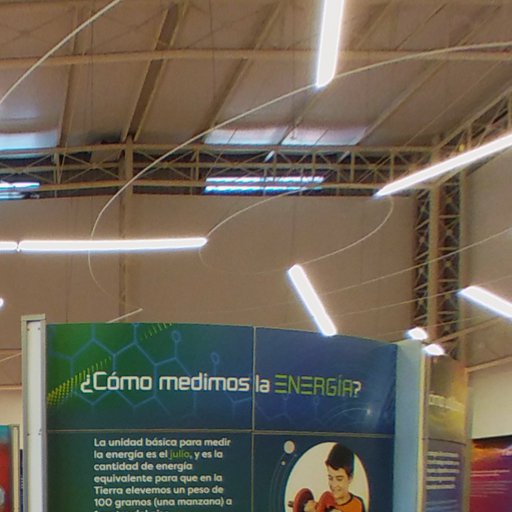 ¿Cómo medimos la ENERGÍA?
La unidad básica para medir
la energía es el julio, y es la
cantidad de energía
equivalente para que en la
Tierra elevemos un peso de
100 gramos (una manzana) a